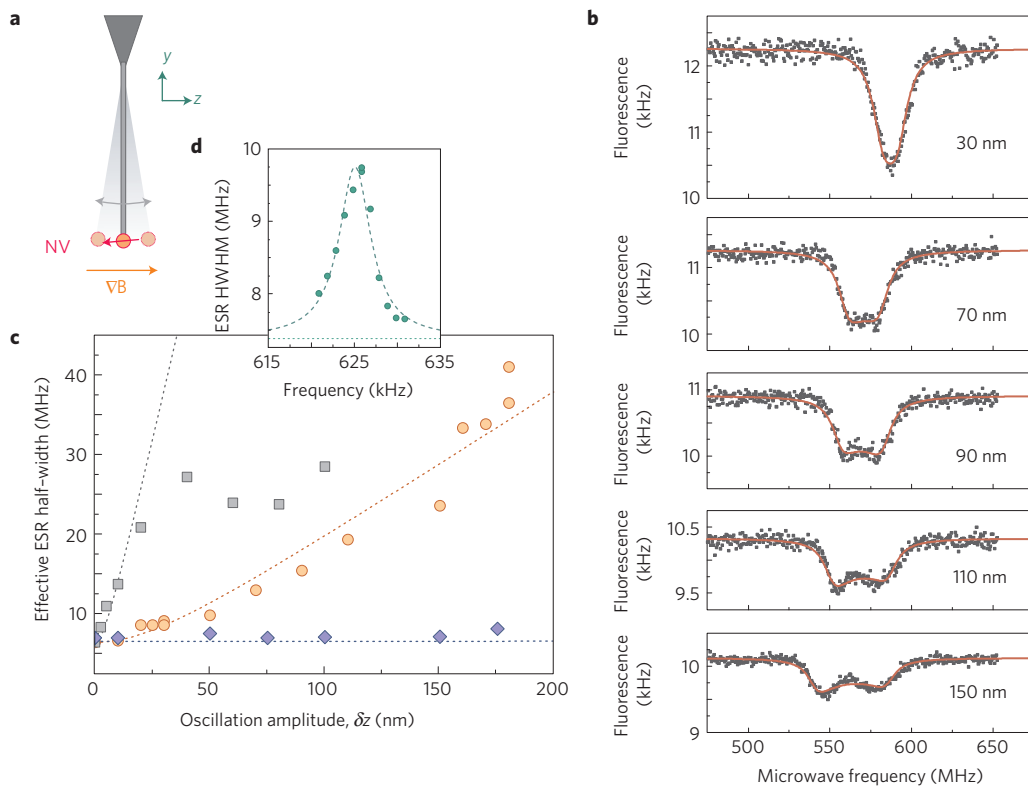 a
y
z
NV
∇B
d
ESR HWHM (MHz)
10
9
8
615
625
635
Frequency (kHz)
c
Effective ESR half-width (MHz)
40
30
20
10
0
50
100
150
200
Oscillation amplitude, δz (nm)
b
Fluorescence
(kHz)
12
11
10
30 nm
Fluorescence
(kHz)
11
10
70 nm
Fluorescence
(kHz)
11
10
90 nm
Fluorescence
(kHz)
10.5
9.5
110 nm
Fluorescence
(kHz)
10
9
150 nm
500
550
600
650
Microwave frequency (MHz)